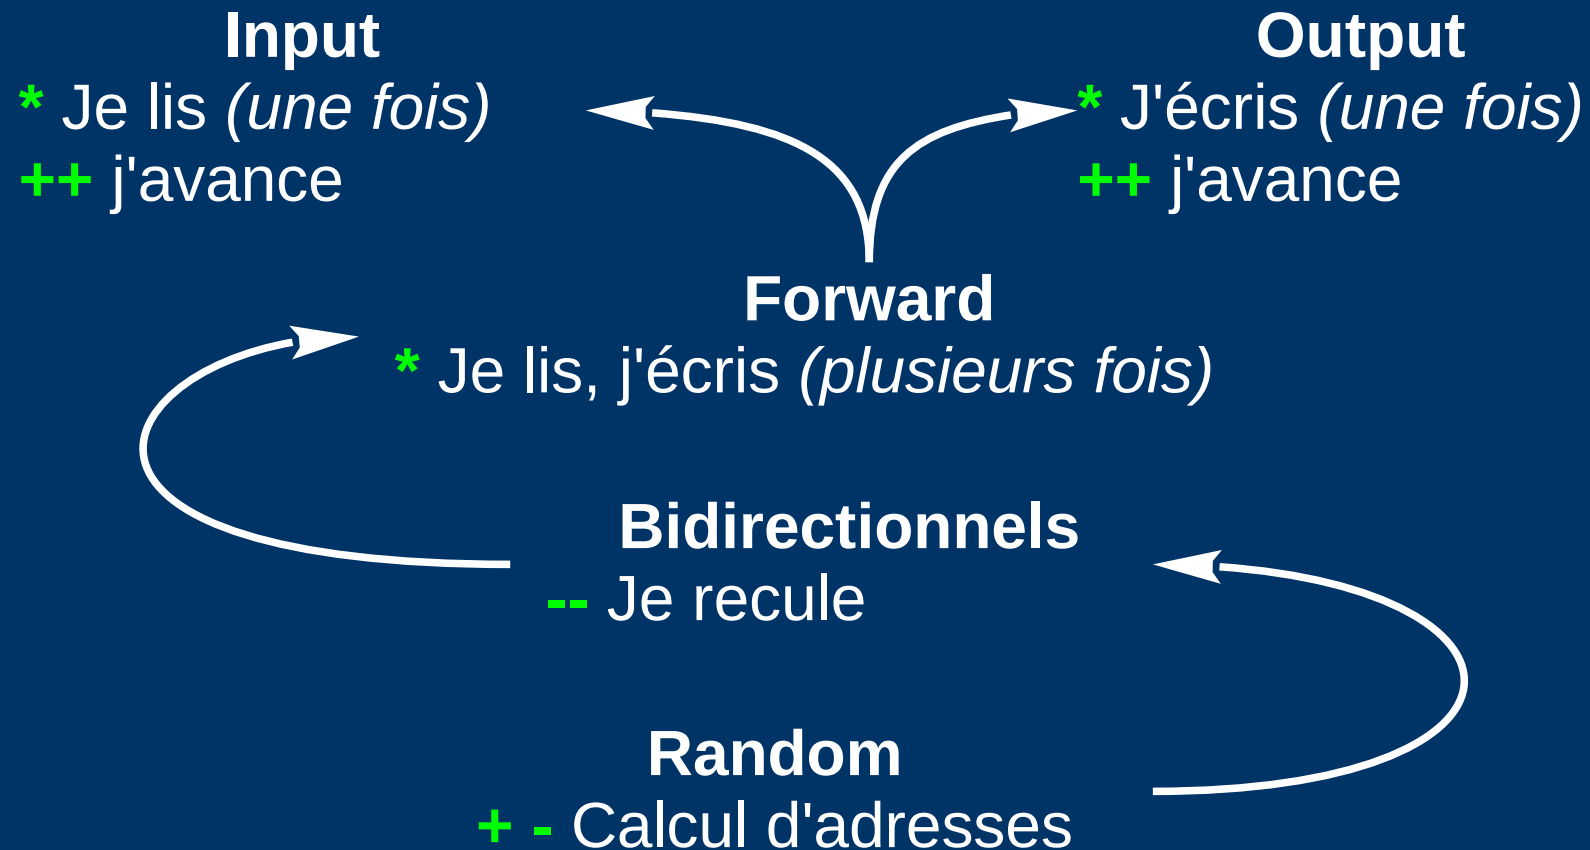 Input
* Je lis (une fois)
++ j'avance
Output
* J'écris (une fois)
++ j'avance
Forward
* Je lis, j'écris (plusieurs fois)
Bidirectionnels
-- Je recule
Random
+ - Calcul d'adresses